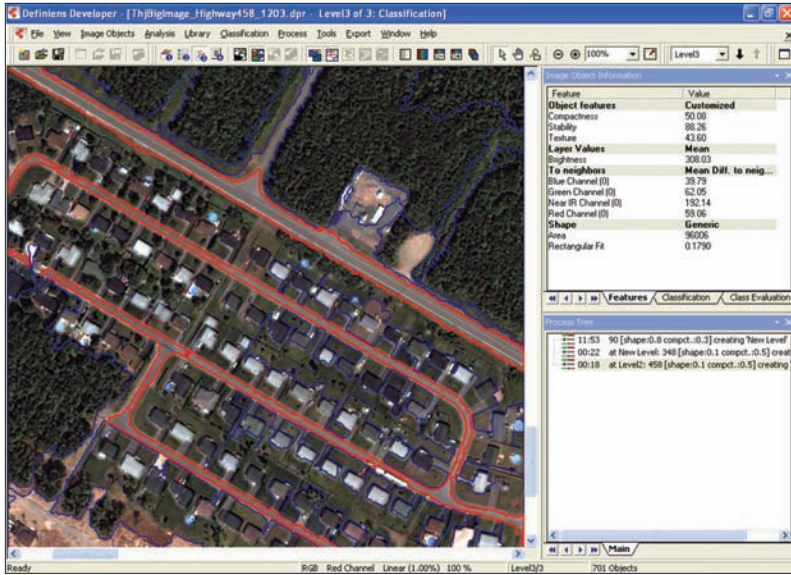 Definiens Developer - [ThjBigImage_Highway458_1203.dpr - Level3 of 3: Classification]
File View Image Objects Analysis Library Classification Process Tools Export Window Help
100% Level3
Image Object Information
Feature Value
Object features Customized
Compactness 50.08
Stability 88.26
Texture 43.60
Layer Values Mean
Brightness 308.03
To neighbors Mean Diff. to neig...
Blue Channel (0) 39.79
Green Channel (0) 62.05
Near IR Channel (0) 192.14
Red Channel (0) 59.06
Shape Generic
Area 96006
Rectangular Fit 0.1790
Features Classification Class Evaluation
Process Tree
11:53 90 [shape:0.8 compct.:0.3] creating 'New Level'
00:22 at New Level: 348 [shape:0.1 compct.:0.5] creat
00:18 at Level2: 458 [shape:0.1 compct.:0.5] creating '
Main
Ready RGB Red Channel Linear (1.00%) 100 % Level3/3 701 Objects